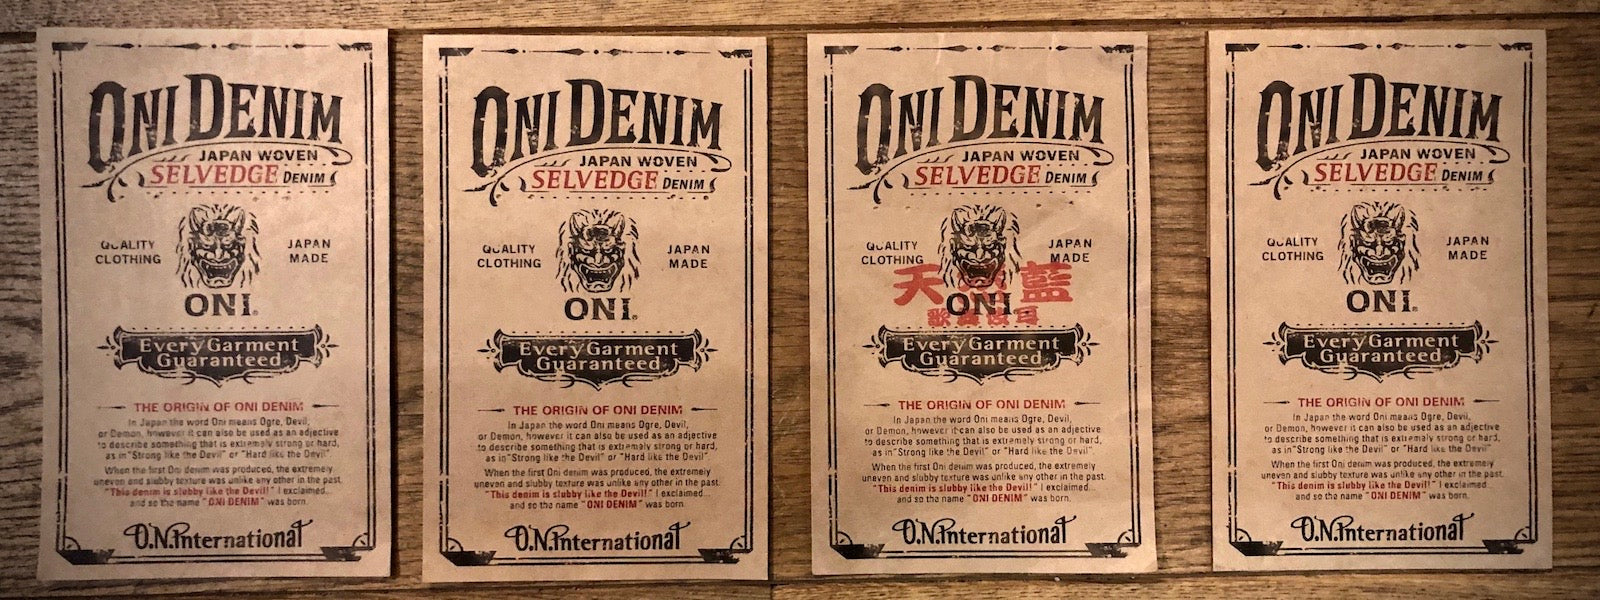 ONI DENIM
JAPAN WOVEN
SELVEDGE DENIM
QUALITY
CLOTHING
JAPAN
MADE
ONI®
Every Garment
Guaranteed
THE ORIGIN OF ONI DENIM
In Japan the word Oni means Ogre, Devil,
or Demon, however it can also be used as an adjective
to describe something that is extremely strong or hard,
as in "Strong like the Devil" or "Hard like the Devil".
When the first Oni denim was produced, the extremely
uneven and slubby texture was unlike any other in the past.
"This denim is slubby like the Devil!" I exclaimed...
and so the name "ONI DENIM" was born.
O.N.International
ONI DENIM
JAPAN WOVEN
SELVEDGE DENIM
QUALITY
CLOTHING
JAPAN
MADE
ONI®
Every Garment
Guaranteed
THE ORIGIN OF ONI DENIM
In Japan the word Oni means Ogre, Devil,
or Demon, however it can also be used as an adjective
to describe something that is extremely strong or hard,
as in "Strong like the Devil" or "Hard like the Devil".
When the first Oni denim was produced, the extremely
uneven and slubby texture was unlike any other in the past.
"This denim is slubby like the Devil!" I exclaimed...
and so the name "ONI DENIM" was born.
O.N.International
ONI DENIM
JAPAN WOVEN
SELVEDGE DENIM
QUALITY
CLOTHING
JAPAN
MADE
天 藍
ONI
Every Garment
Guaranteed
THE ORIGIN OF ONI DENIM
In Japan the word Oni means Ogre, Devil,
or Demon, however it can also be used as an adjective
to describe something that is extremely strong or hard,
as in "Strong like the Devil" or "Hard like the Devil".
When the first Oni denim was produced, the extremely
uneven and slubby texture was unlike any other in the past.
"This denim is slubby like the Devil!" I exclaimed...
and so the name "ONI DENIM" was born.
O.N.International
ONI DENIM
JAPAN WOVEN
SELVEDGE DENIM
QUALITY
CLOTHING
JAPAN
MADE
ONI®
Every Garment
Guaranteed
THE ORIGIN OF ONI DENIM
In Japan the word Oni means Ogre, Devil,
or Demon, however it can also be used as an adjective
to describe something that is extremely strong or hard,
as in "Strong like the Devil" or "Hard like the Devil".
When the first Oni denim was produced, the extremely
uneven and slubby texture was unlike any other in the past.
"This denim is slubby like the Devil!" I exclaimed...
and so the name "ONI DENIM" was born.
O.N.International